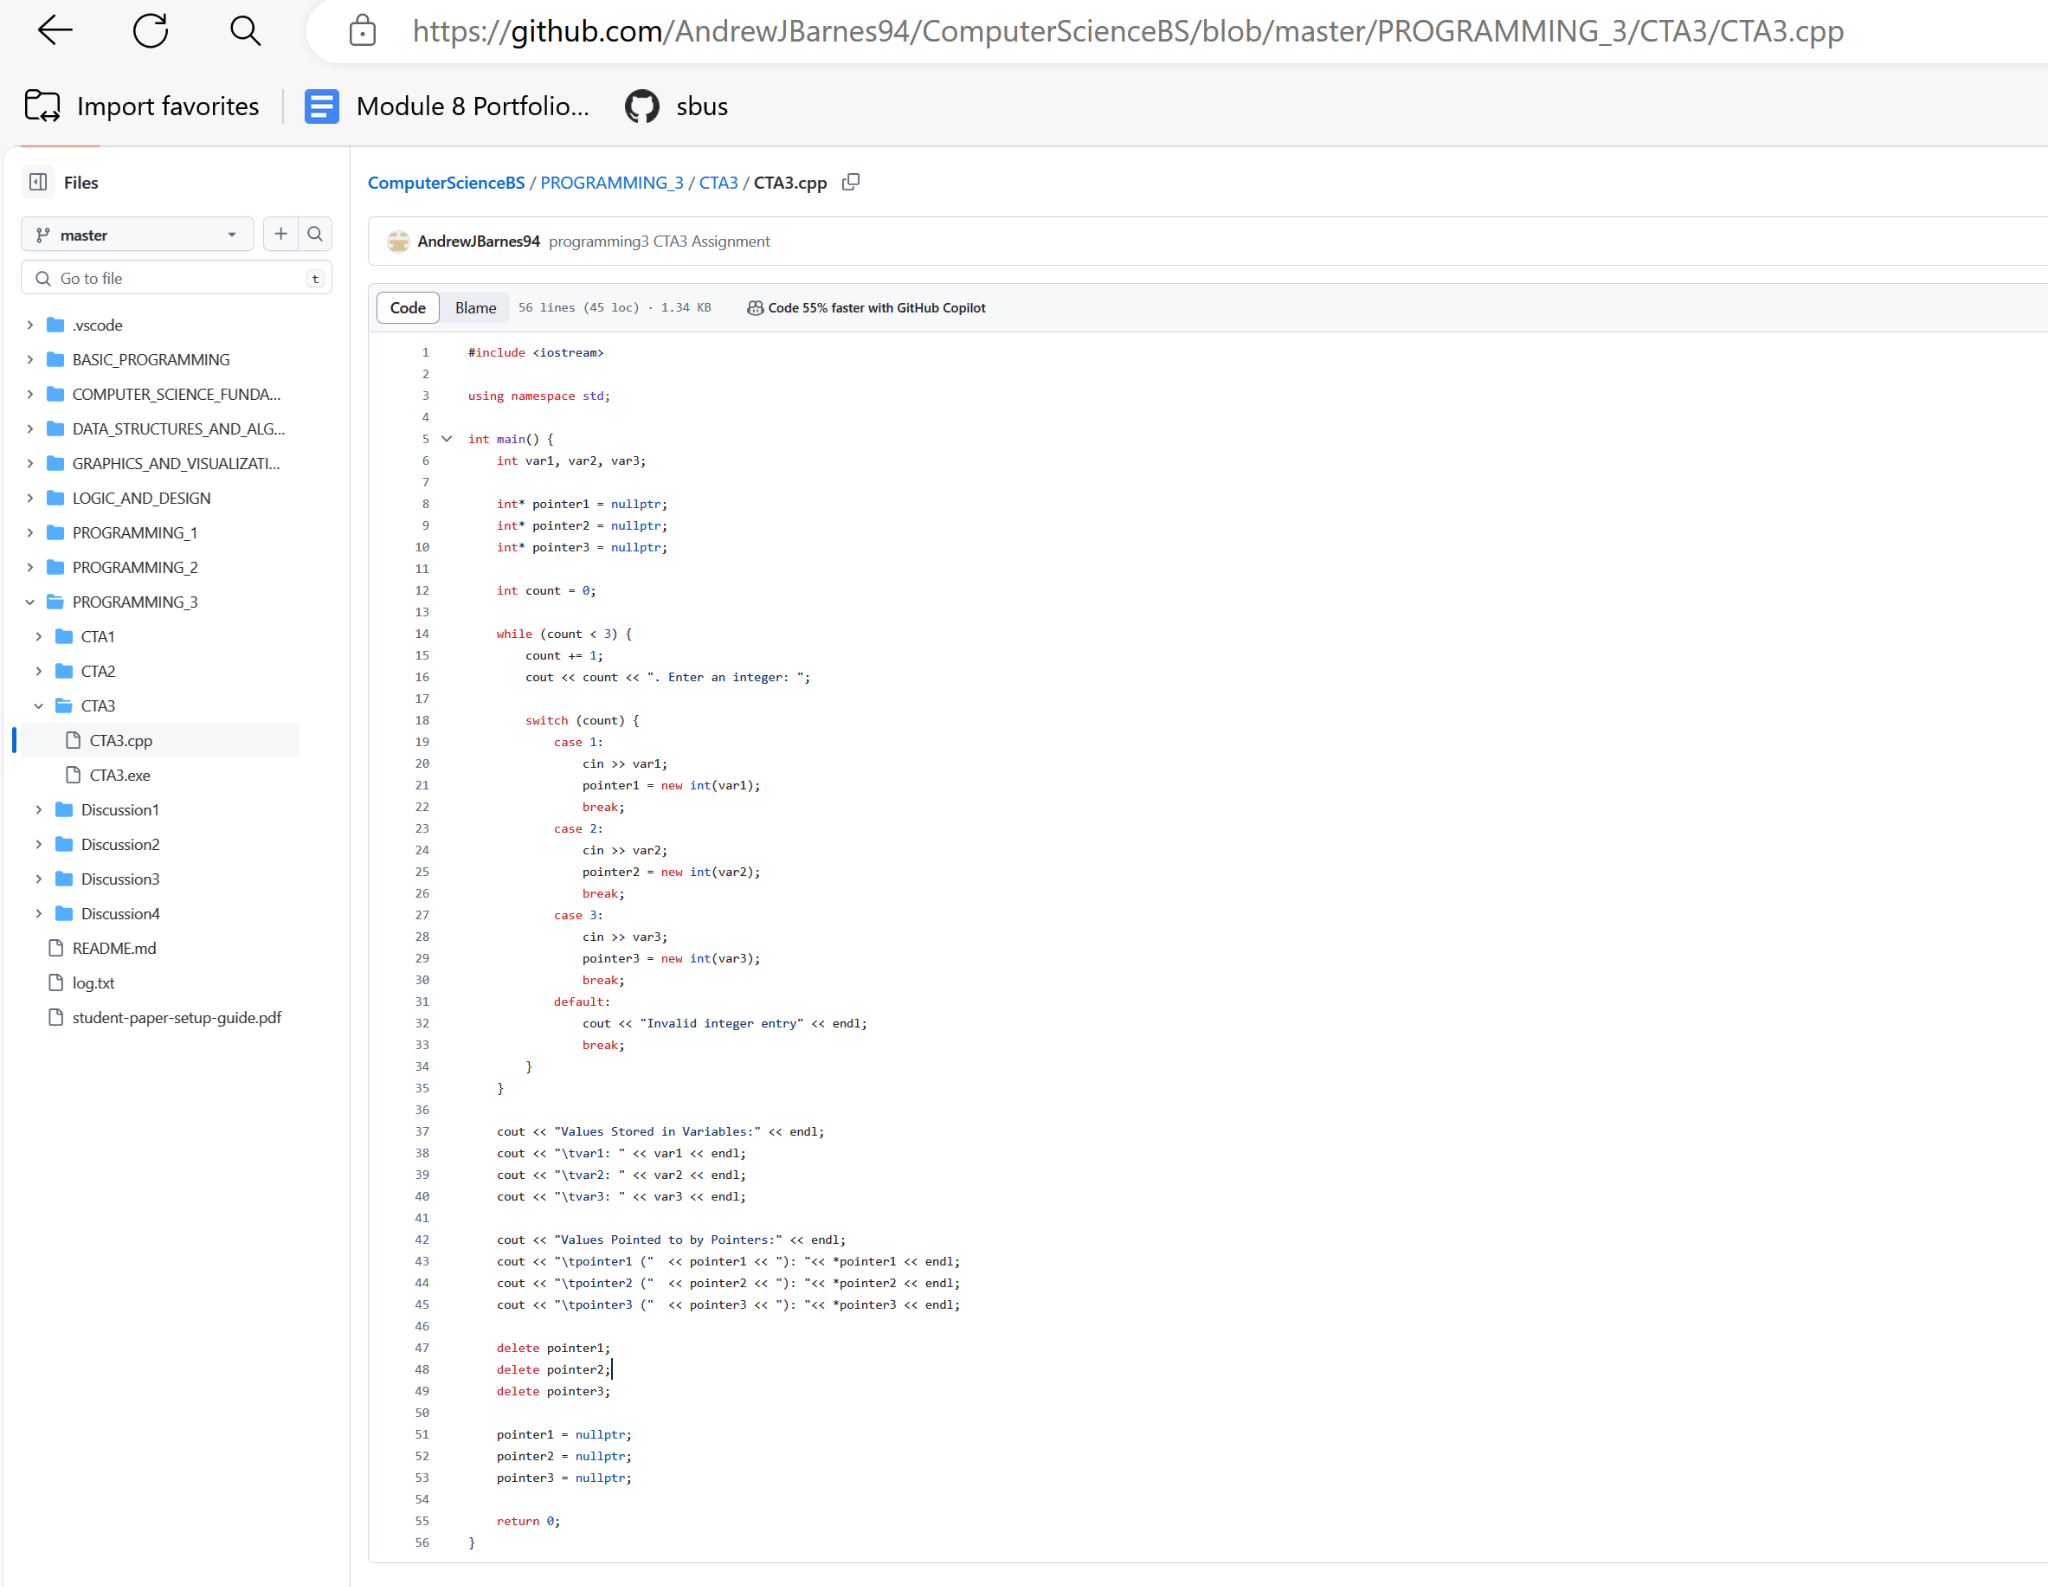 https://github.com/AndrewJBarnes94/ComputerScienceBS/blob/master/PROGRAMMING_3/CTA3/CTA3.cpp
Import favorites
Module 8 Portfolio...
sbus
Files
master
Go to file
t
.vscode
BASIC_PROGRAMMING
COMPUTER_SCIENCE_FUNDA...
DATA_STRUCTURES_AND_ALG...
GRAPHICS_AND_VISUALIZATI...
LOGIC_AND_DESIGN
PROGRAMMING_1
PROGRAMMING_2
PROGRAMMING_3
CTA1
CTA2
CTA3
CTA3.cpp
CTA3.exe
Discussion1
Discussion2
Discussion3
Discussion4
README.md
log.txt
student-paper-setup-guide.pdf
ComputerScienceBS / PROGRAMMING_3 / CTA3 / CTA3.cpp
AndrewJBarnes94 programming3 CTA3 Assignment
Code Blame 56 lines (45 loc) · 1.34 KB Code 55% faster with GitHub Copilot
1 #include <iostream>
2
3 using namespace std;
4
5 int main() {
6     int var1, var2, var3;
7
8     int* pointer1 = nullptr;
9     int* pointer2 = nullptr;
10     int* pointer3 = nullptr;
11
12     int count = 0;
13
14     while (count < 3) {
15         count += 1;
16         cout << count << ". Enter an integer: ";
17
18         switch (count) {
19             case 1:
20                 cin >> var1;
21                 pointer1 = new int(var1);
22                 break;
23             case 2:
24                 cin >> var2;
25                 pointer2 = new int(var2);
26                 break;
27             case 3:
28                 cin >> var3;
29                 pointer3 = new int(var3);
30                 break;
31             default:
32                 cout << "Invalid integer entry" << endl;
33                 break;
34         }
35     }
36
37     cout << "Values Stored in Variables:" << endl;
38     cout << "\tvar1: " << var1 << endl;
39     cout << "\tvar2: " << var2 << endl;
40     cout << "\tvar3: " << var3 << endl;
41
42     cout << "Values Pointed to by Pointers:" << endl;
43     cout << "\tpointer1 ("  << pointer1 << "): "<< *pointer1 << endl;
44     cout << "\tpointer2 ("  << pointer2 << "): "<< *pointer2 << endl;
45     cout << "\tpointer3 ("  << pointer3 << "): "<< *pointer3 << endl;
46
47     delete pointer1;
48     delete pointer2;
49     delete pointer3;
50
51     pointer1 = nullptr;
52     pointer2 = nullptr;
53     pointer3 = nullptr;
54
55     return 0;
56 }